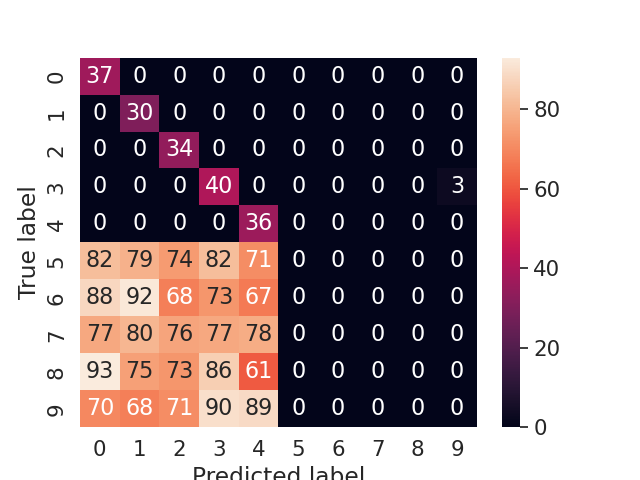 0 37 0 0 0 0 0 0 0 0 0
1 0 30 0 0 0 0 0 0 0 0
2 0 0 34 0 0 0 0 0 0 0
3 0 0 0 40 0 0 0 0 0 3
4 0 0 0 0 36 0 0 0 0 0
5 82 79 74 82 71 0 0 0 0 0
6 88 92 68 73 67 0 0 0 0 0
7 77 80 76 77 78 0 0 0 0 0
8 93 75 73 86 61 0 0 0 0 0
9 70 68 71 90 89 0 0 0 0 0
0 1 2 3 4 5 6 7 8 9
True label
Predicted label
80
60
40
20
0